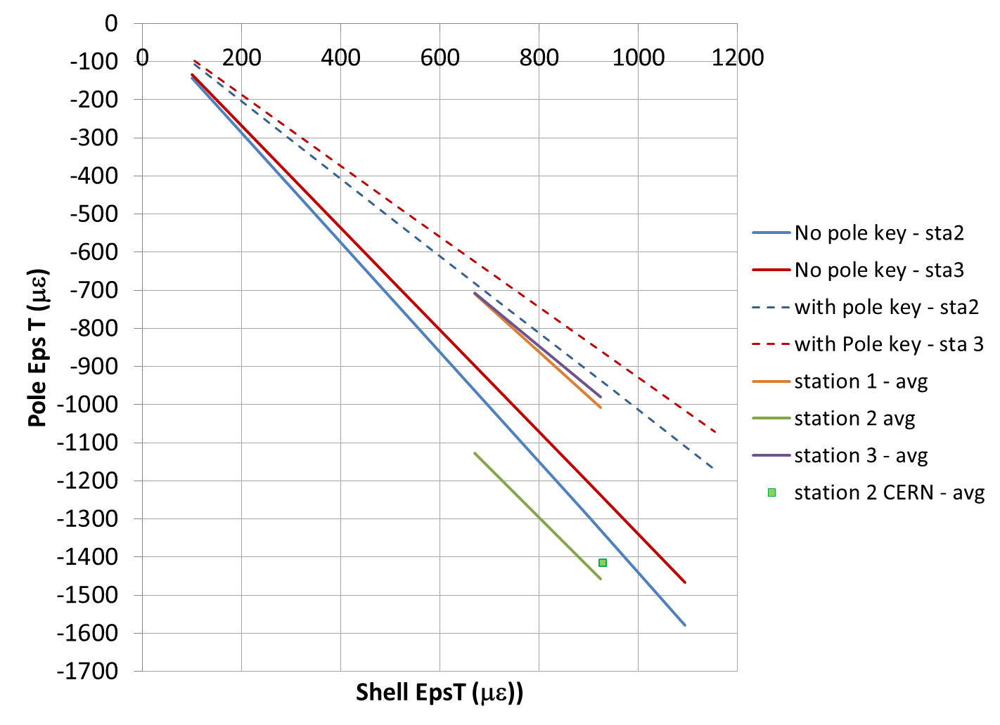 0
0 200 400 600 800 1000 1200
-100
-200
-300
-400
-500
-600
-700
-800
-900
-1000
-1100
-1200
-1300
-1400
-1500
-1600
-1700
Pole Eps T (με)
Shell EpsT (με))
No pole key - sta2
No pole key - sta3
with pole key - sta2
with Pole key - sta 3
station 1 - avg
station 2 avg
station 3 - avg
station 2 CERN - avg